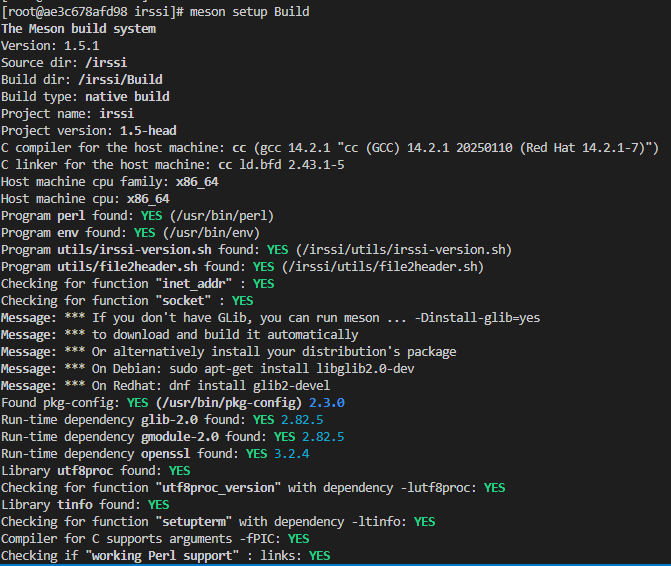 [root@ae3c678afd98 irssi]# meson setup Build
The Meson build system
Version: 1.5.1
Source dir: /irssi
Build dir: /irssi/Build
Build type: native build
Project name: irssi
Project version: 1.5-head
C compiler for the host machine: cc (gcc 14.2.1 "cc (GCC) 14.2.1 20250110 (Red Hat 14.2.1-7)")
C linker for the host machine: cc ld.bfd 2.43.1-5
Host machine cpu family: x86_64
Host machine cpu: x86_64
Program perl found: YES (/usr/bin/perl)
Program env found: YES (/usr/bin/env)
Program utils/irssi-version.sh found: YES (/irssi/utils/irssi-version.sh)
Program utils/file2header.sh found: YES (/irssi/utils/file2header.sh)
Checking for function "inet_addr" : YES
Checking for function "socket" : YES
Message: *** If you don't have GLib, you can run meson ... -Dinstall-glib=yes
Message: *** to download and build it automatically
Message: *** Or alternatively install your distribution's package
Message: *** On Debian: sudo apt-get install libglib2.0-dev
Message: *** On Redhat: dnf install glib2-devel
Found pkg-config: YES (/usr/bin/pkg-config) 2.3.0
Run-time dependency glib-2.0 found: YES 2.82.5
Run-time dependency gmodule-2.0 found: YES 2.82.5
Run-time dependency openssl found: YES 3.2.4
Library utf8proc found: YES
Checking for function "utf8proc_version" with dependency -lutf8proc: YES
Library tinfo found: YES
Checking for function "setupterm" with dependency -ltinfo: YES
Compiler for C supports arguments -fPIC: YES
Checking if "working Perl support" : links: YES